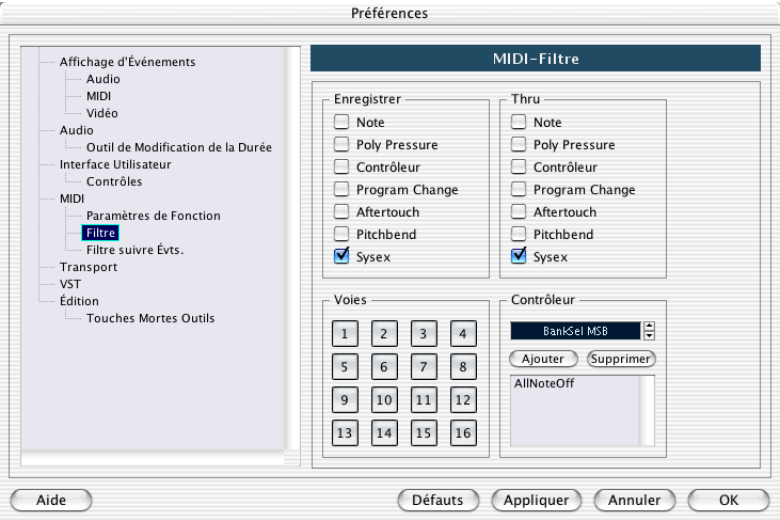 Préférences
Affichage d'Événements
Audio
MIDI
Vidéo
Audio
Outil de Modification de la Durée
Interface Utilisateur
Contrôles
MIDI
Paramètres de Fonction
Filtre
Filtre suivre Évts.
Transport
VST
Édition
Touches Mortes Outils
MIDI-Filtre
Enregistrer
Note
Poly Pressure
Contrôleur
Program Change
Aftertouch
Pitchbend
Sysex
Thru
Note
Poly Pressure
Contrôleur
Program Change
Aftertouch
Pitchbend
Sysex
Voies
1 2 3 4
5 6 7 8
9 10 11 12
13 14 15 16
Contrôleur
BankSel MSB
Ajouter Supprimer
AllNoteOff
Aide Défauts Appliquer Annuler OK